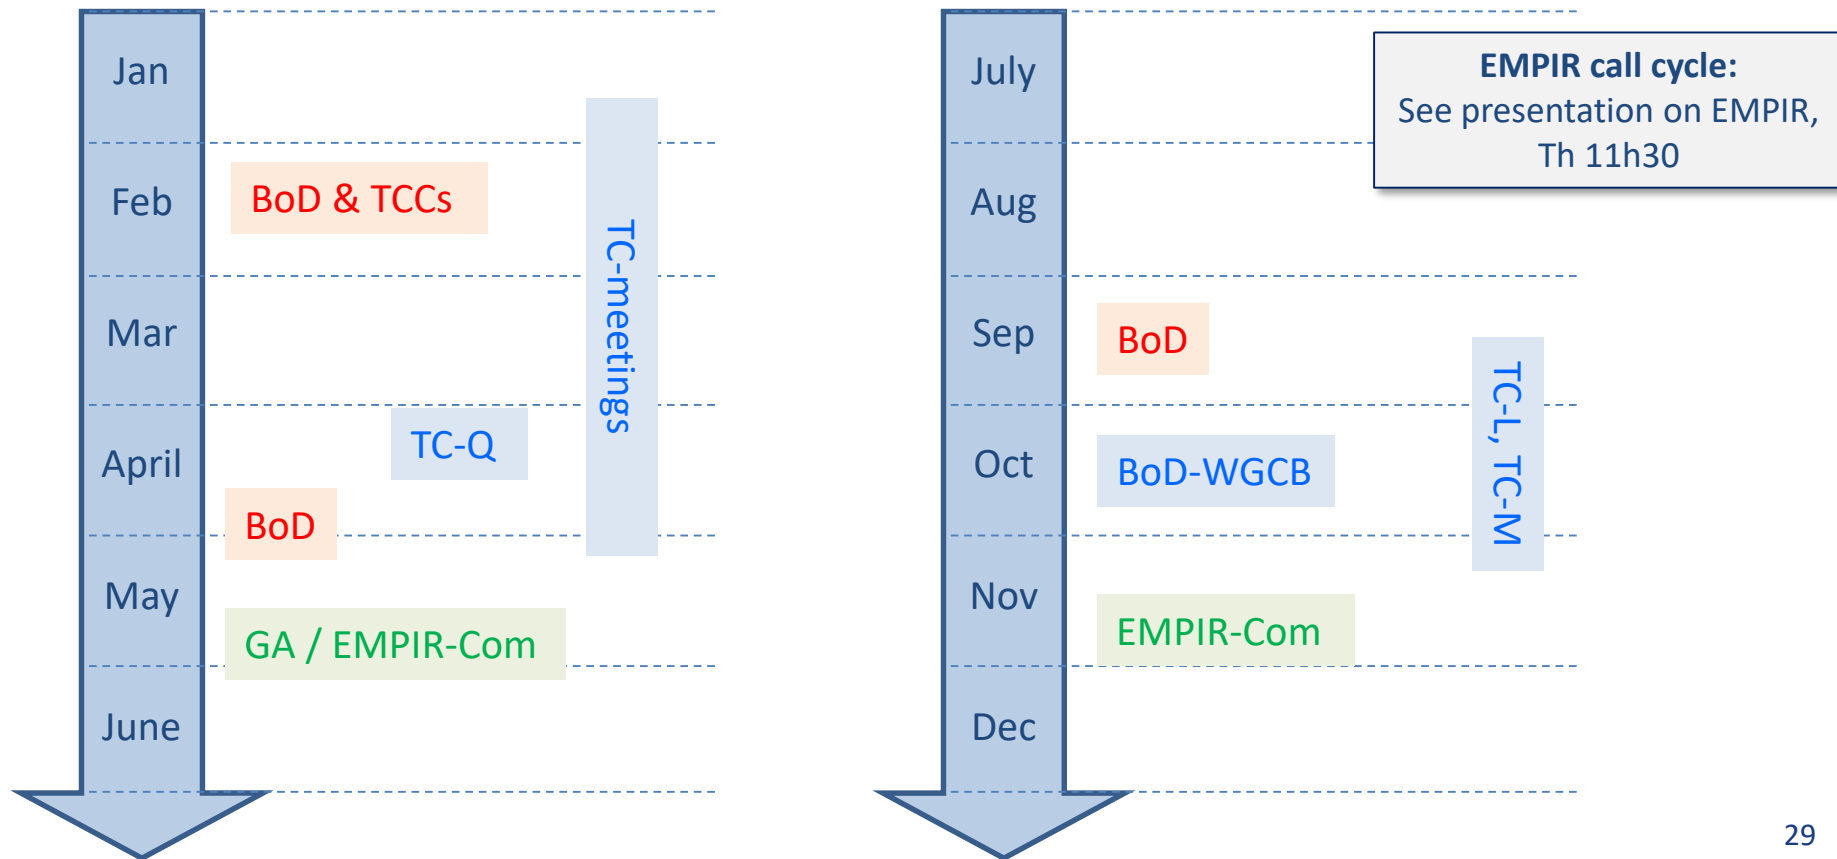 Jan
Feb
Mar
April
May
June
BoD & TCCs
TC-meetings
TC-Q
BoD
GA / EMPIR-Com
July
Aug
Sep
Oct
Nov
Dec
EMPIR call cycle:
See presentation on EMPIR,
Th 11h30
BoD
TC-L, TC-M
BoD-WGCB
EMPIR-Com
29